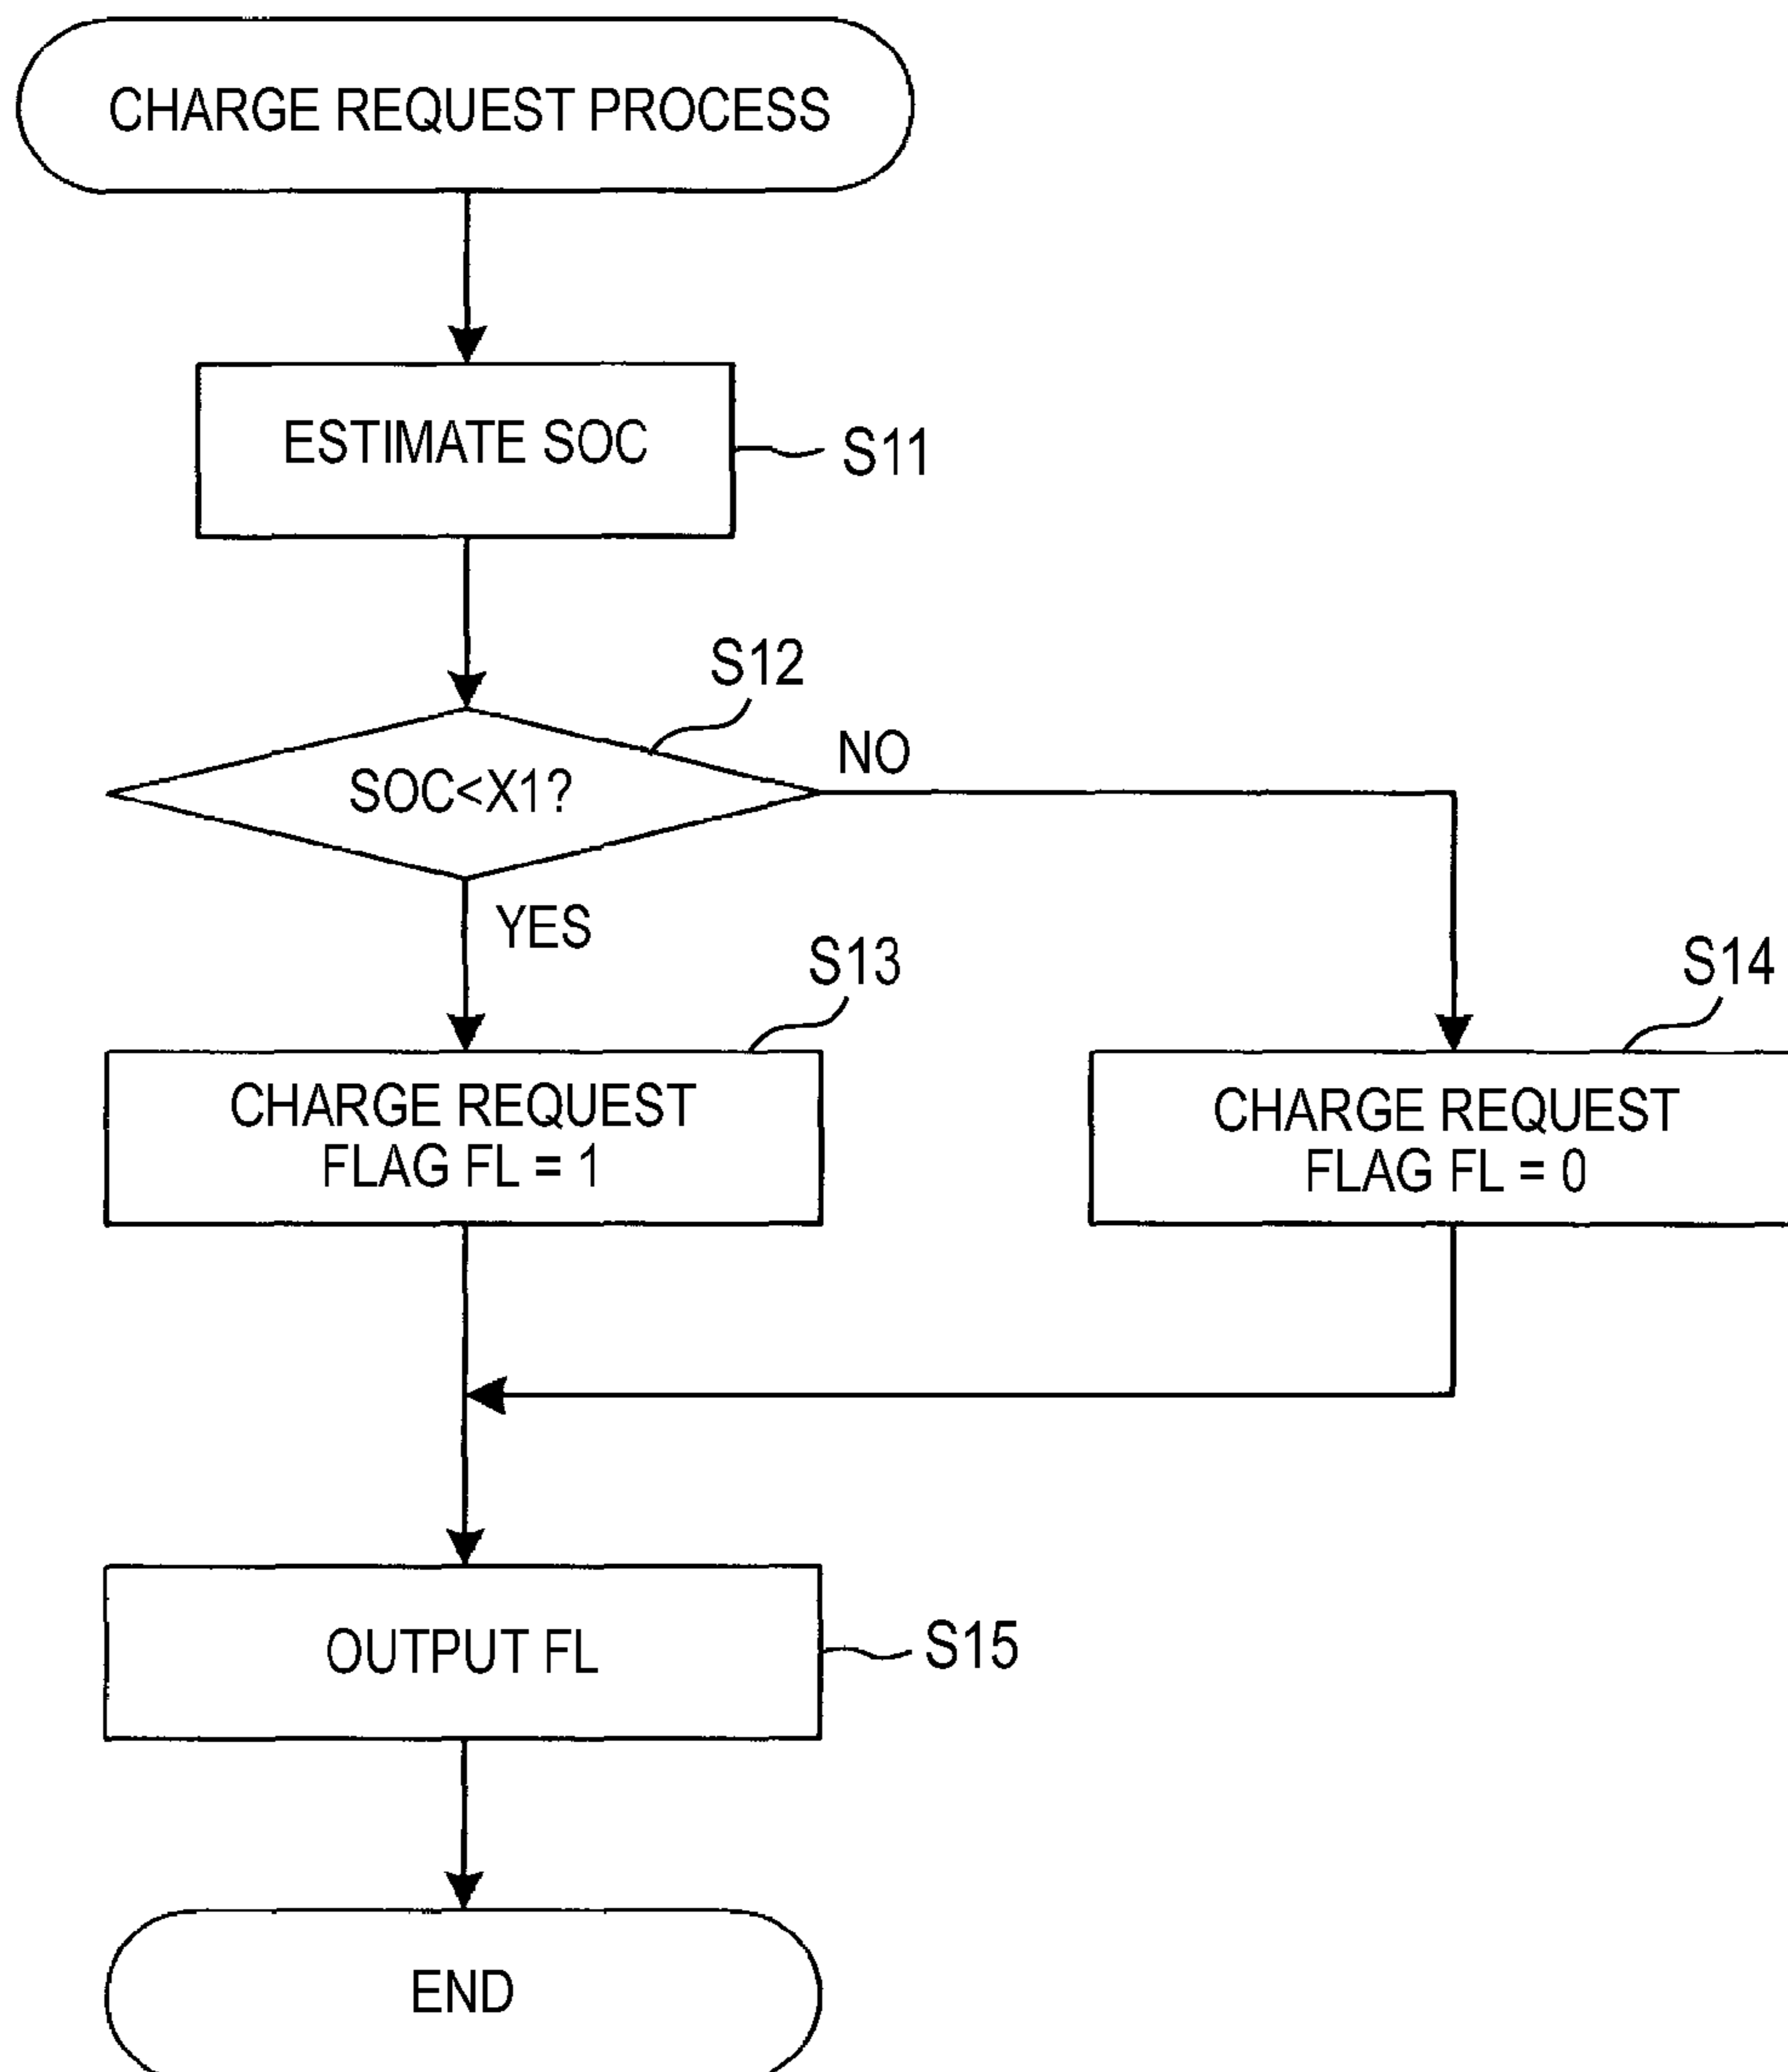 CHARGE REQUEST PROCESS
ESTIMATE SOC
S11
S12
SOC<X1?
NO
YES
S13
S14
CHARGE REQUEST
FLAG FL = 1
CHARGE REQUEST
FLAG FL = 0
OUTPUT FL
S15
END